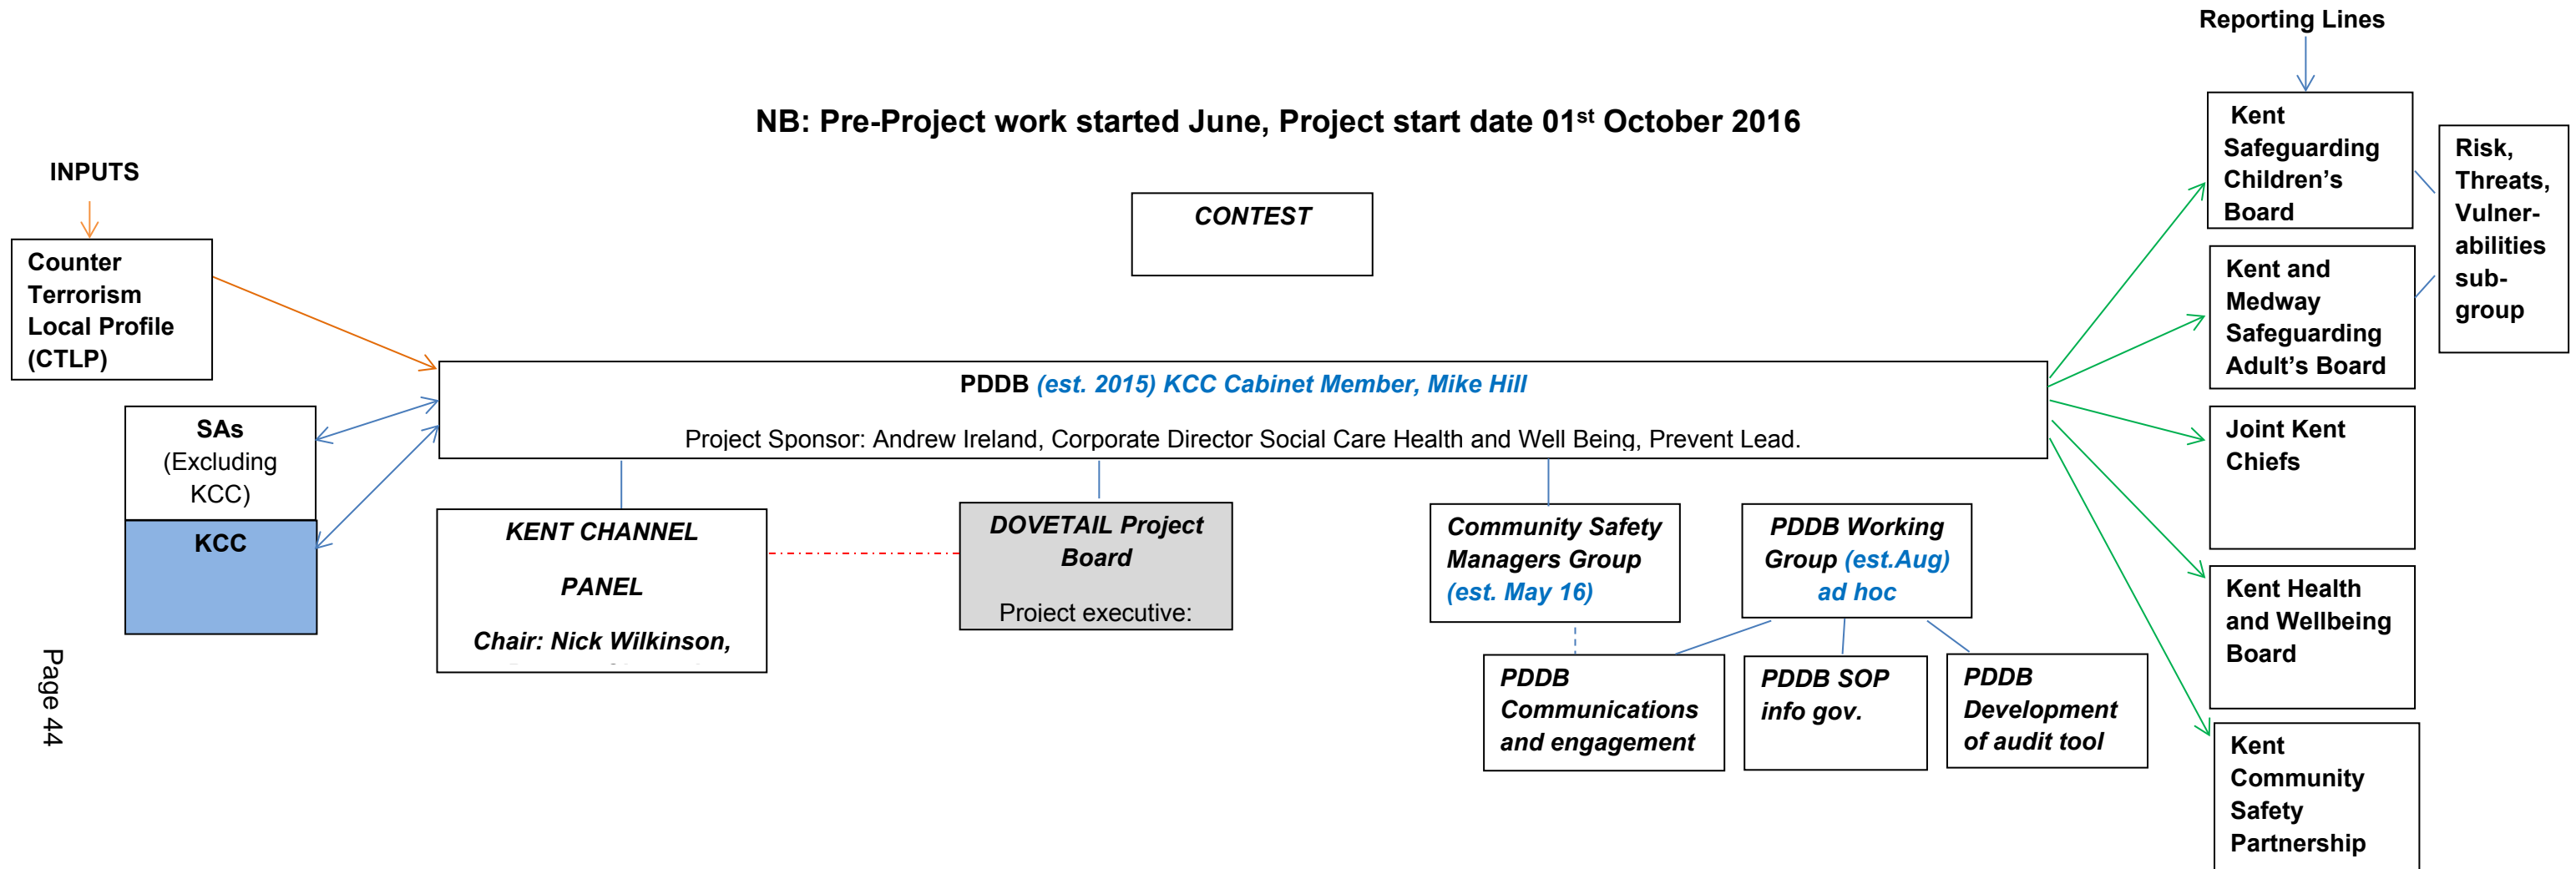 Reporting Lines
NB: Pre-Project work started June, Project start date 01st October 2016
INPUTS
CONTEST
Counter
Terrorism
Local Profile
(CTLP)
SAs
(Excluding
KCC)
KCC
PDDB (est. 2015) KCC Cabinet Member, Mike Hill
Project Sponsor: Andrew Ireland, Corporate Director Social Care Health and Well Being, Prevent Lead.
KENT CHANNEL
PANEL
Chair: Nick Wilkinson,
DOVETAIL Project
Board
Project executive:
Community Safety
Managers Group
(est. May 16)
PDDB Working
Group (est.Aug)
ad hoc
PDDB
Communications
and engagement
PDDB SOP
info gov.
PDDB
Development
of audit tool
Kent
Safeguarding
Children's
Board
Kent and
Medway
Safeguarding
Adult's Board
Joint Kent
Chiefs
Kent Health
and Wellbeing
Board
Kent
Community
Safety
Partnership
Risk,
Threats,
Vulner-
abilities
sub-
group
Page 44